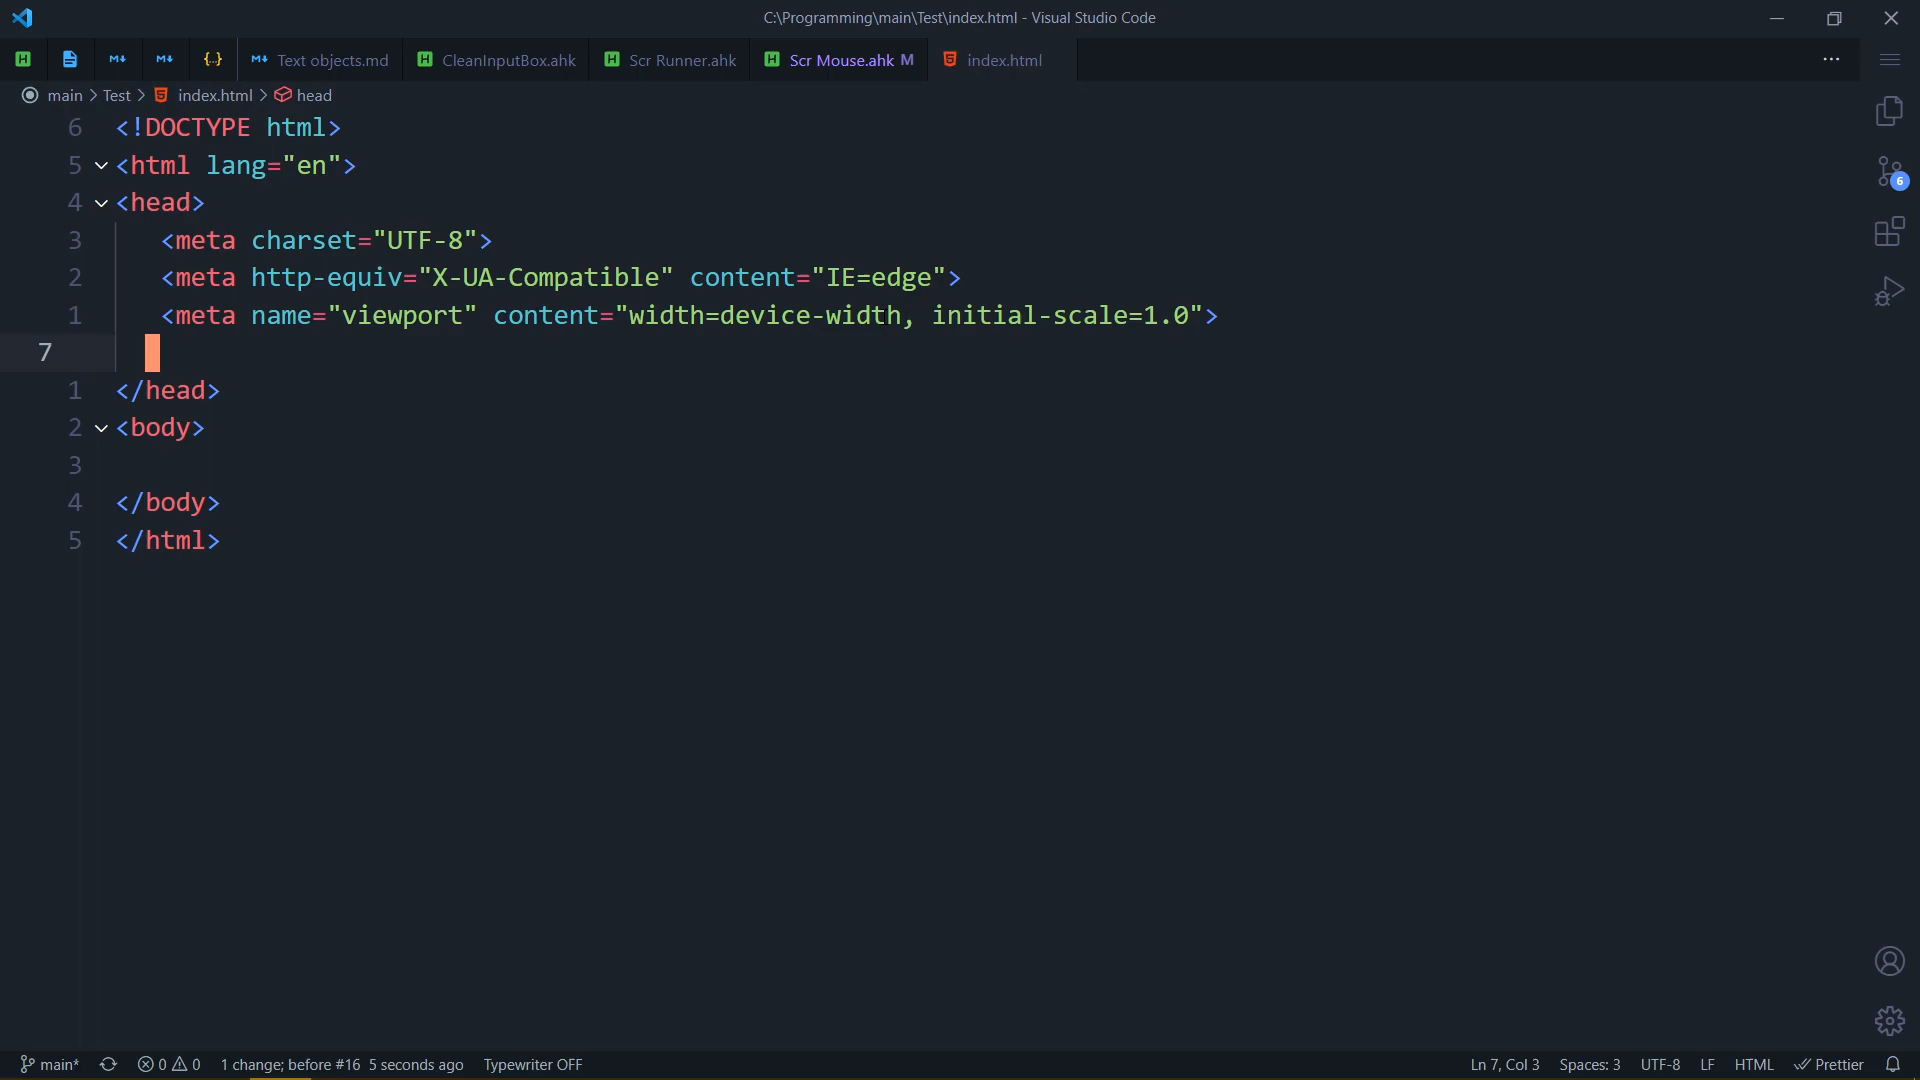 C:\Programming\main\Test\index.html - Visual Studio Code
Text objects.md CleanInputBox.ahk Scr Runner.ahk Scr Mouse.ahk M index.html
main > Test > index.html > head
6 <!DOCTYPE html>
5 <html lang="en">
4 <head>
3 <meta charset="UTF-8">
2 <meta http-equiv="X-UA-Compatible" content="IE=edge">
1 <meta name="viewport" content="width=device-width, initial-scale=1.0">
7
1 </head>
2 <body>
3
4 </body>
5 </html>
6
main* 0 0 1 change; before #16 5 seconds ago Typewriter OFF Ln 7, Col 3 Spaces: 3 UTF-8 LF HTML Prettier